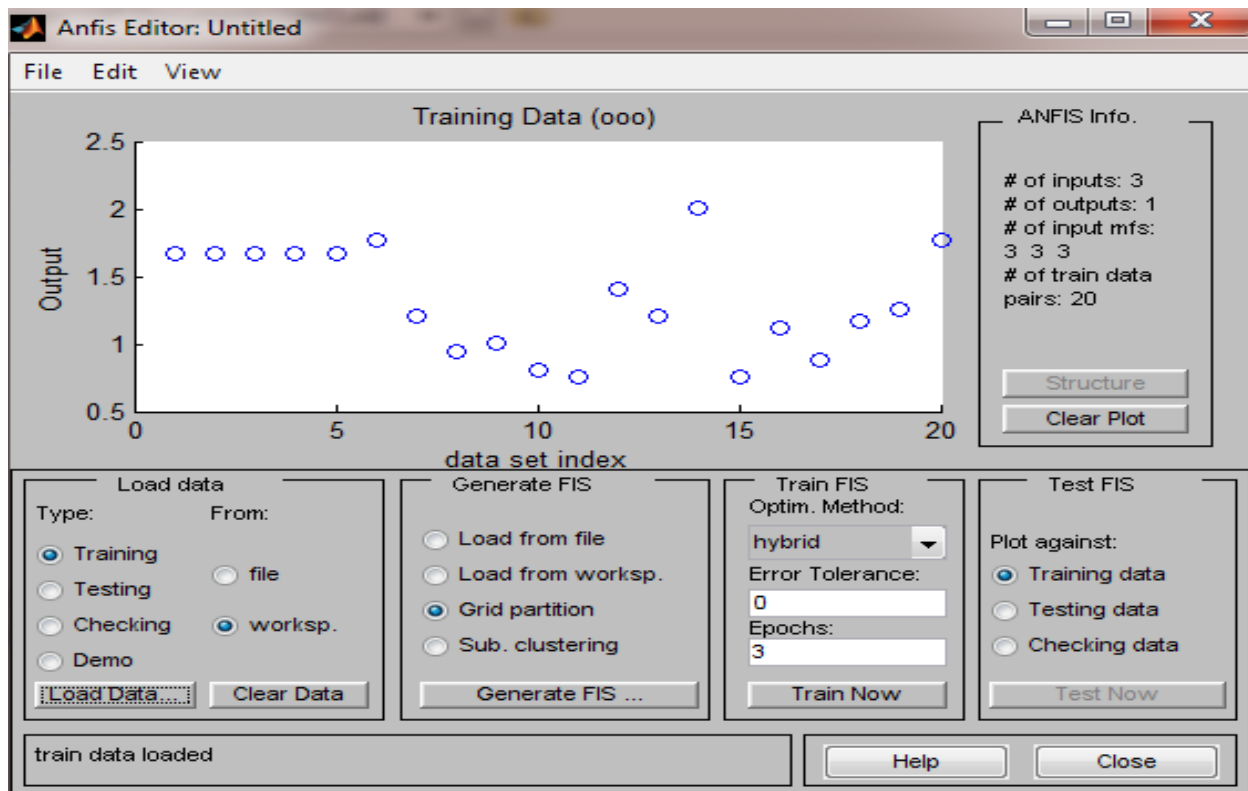 Anfis Editor: Untitled
File Edit View
Training Data (ooo)
2.5
2
1.5
1
0.5
Output
0 5 10 15 20
data set index
ANFIS Info.
# of inputs: 3
# of outputs: 1
# of input mfs:
3 3 3
# of train data
pairs: 20
Structure
Clear Plot
Load data
Type: From:
Training
file
Testing
Checking
worksp.
Demo
Load Data... Clear Data
Generate FIS
Load from file
Load from worksp.
Grid partition
Sub. clustering
Generate FIS ...
Train FIS
Optim. Method:
hybrid
Error Tolerance:
0
Epochs:
3
Train Now
Test FIS
Plot against:
Training data
Testing data
Checking data
Test Now
train data loaded
Help Close